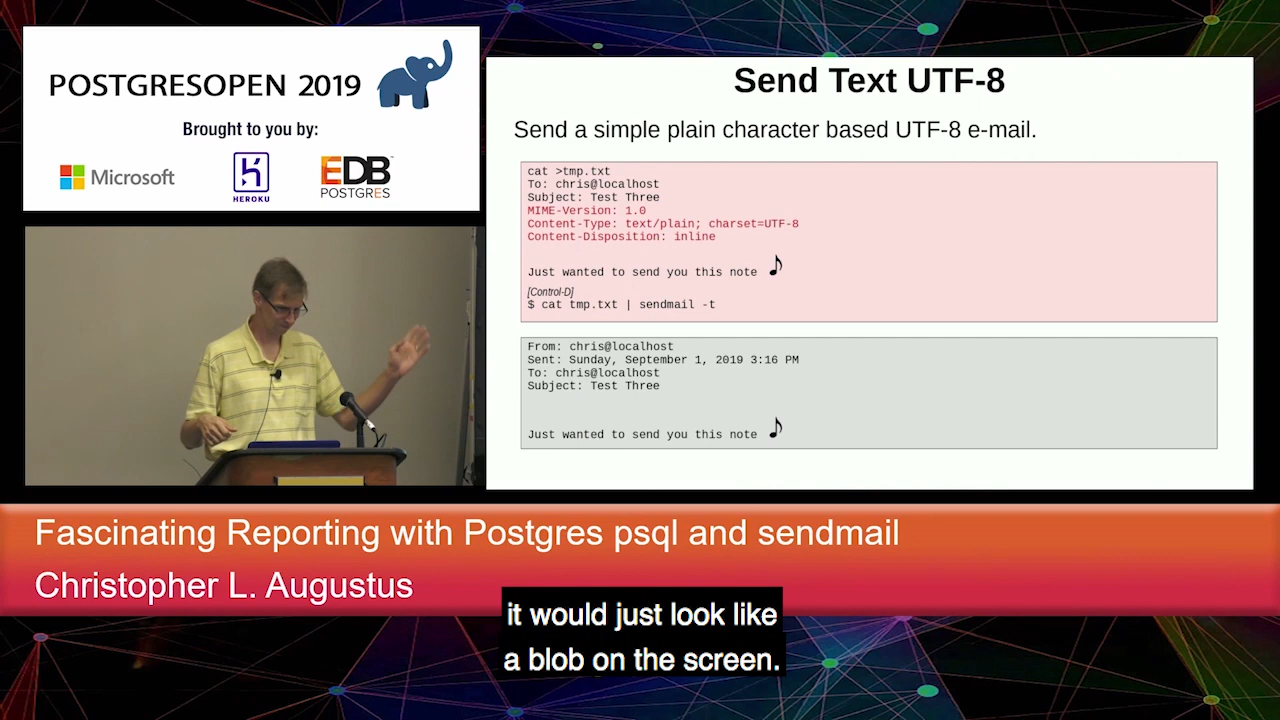 POSTGRESOPEN 2019
Brought to you by:
Microsoft
HEROKU
EDB
POSTGRES
Send Text UTF-8
Send a simple plain character based UTF-8 e-mail.
cat >tmp.txt
To: chris@localhost
Subject: Test Three
MIME-Version: 1.0
Content-Type: text/plain; charset=UTF-8
Content-Disposition: inline
Just wanted to send you this note ♪
[Control-D]
$ cat tmp.txt | sendmail -t
From: chris@localhost
Sent: Sunday, September 1, 2019 3:16 PM
To: chris@localhost
Subject: Test Three
Just wanted to send you this note ♪
Fascinating Reporting with Postgres psql and sendmail
Christopher L. Augustus
it would just look like
a blob on the screen.